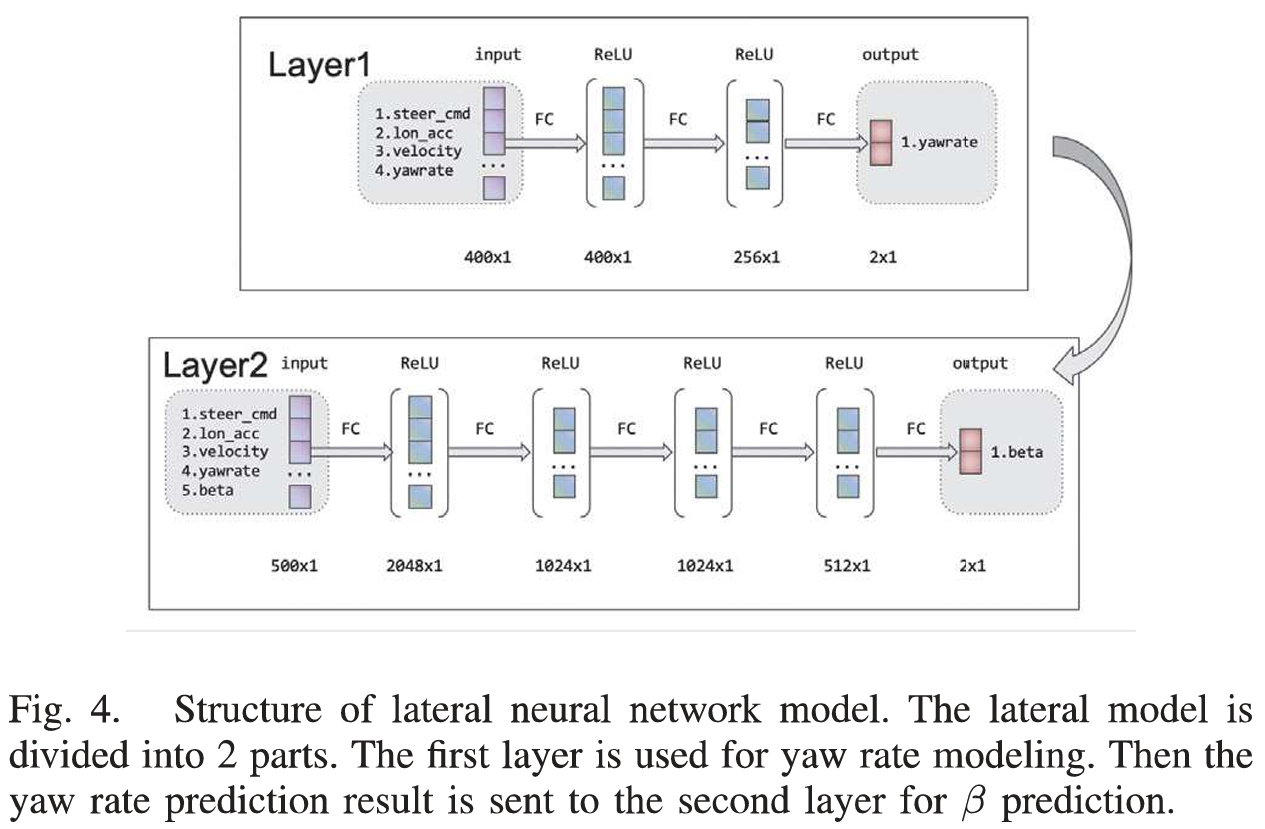 Layer1
input ReLU ReLU output
1.steer_cmd
2.lon_acc
3.velocity
4.yawrate
...
FC FC FC
...
...
1.yawrate
400x1 400x1 256x1 2x1
Layer2
input ReLU ReLU ReLU ReLU output
1.steer_cmd
2.lon_acc
3.velocity
4.yawrate
5.beta
...
FC FC FC FC FC
...
...
...
...
1.beta
500x1 2048x1 1024x1 1024x1 512x1 2x1
Fig. 4. Structure of lateral neural network model. The lateral model is
divided into 2 parts. The first layer is used for yaw rate modeling. Then the
yaw rate prediction result is sent to the second layer for β prediction.